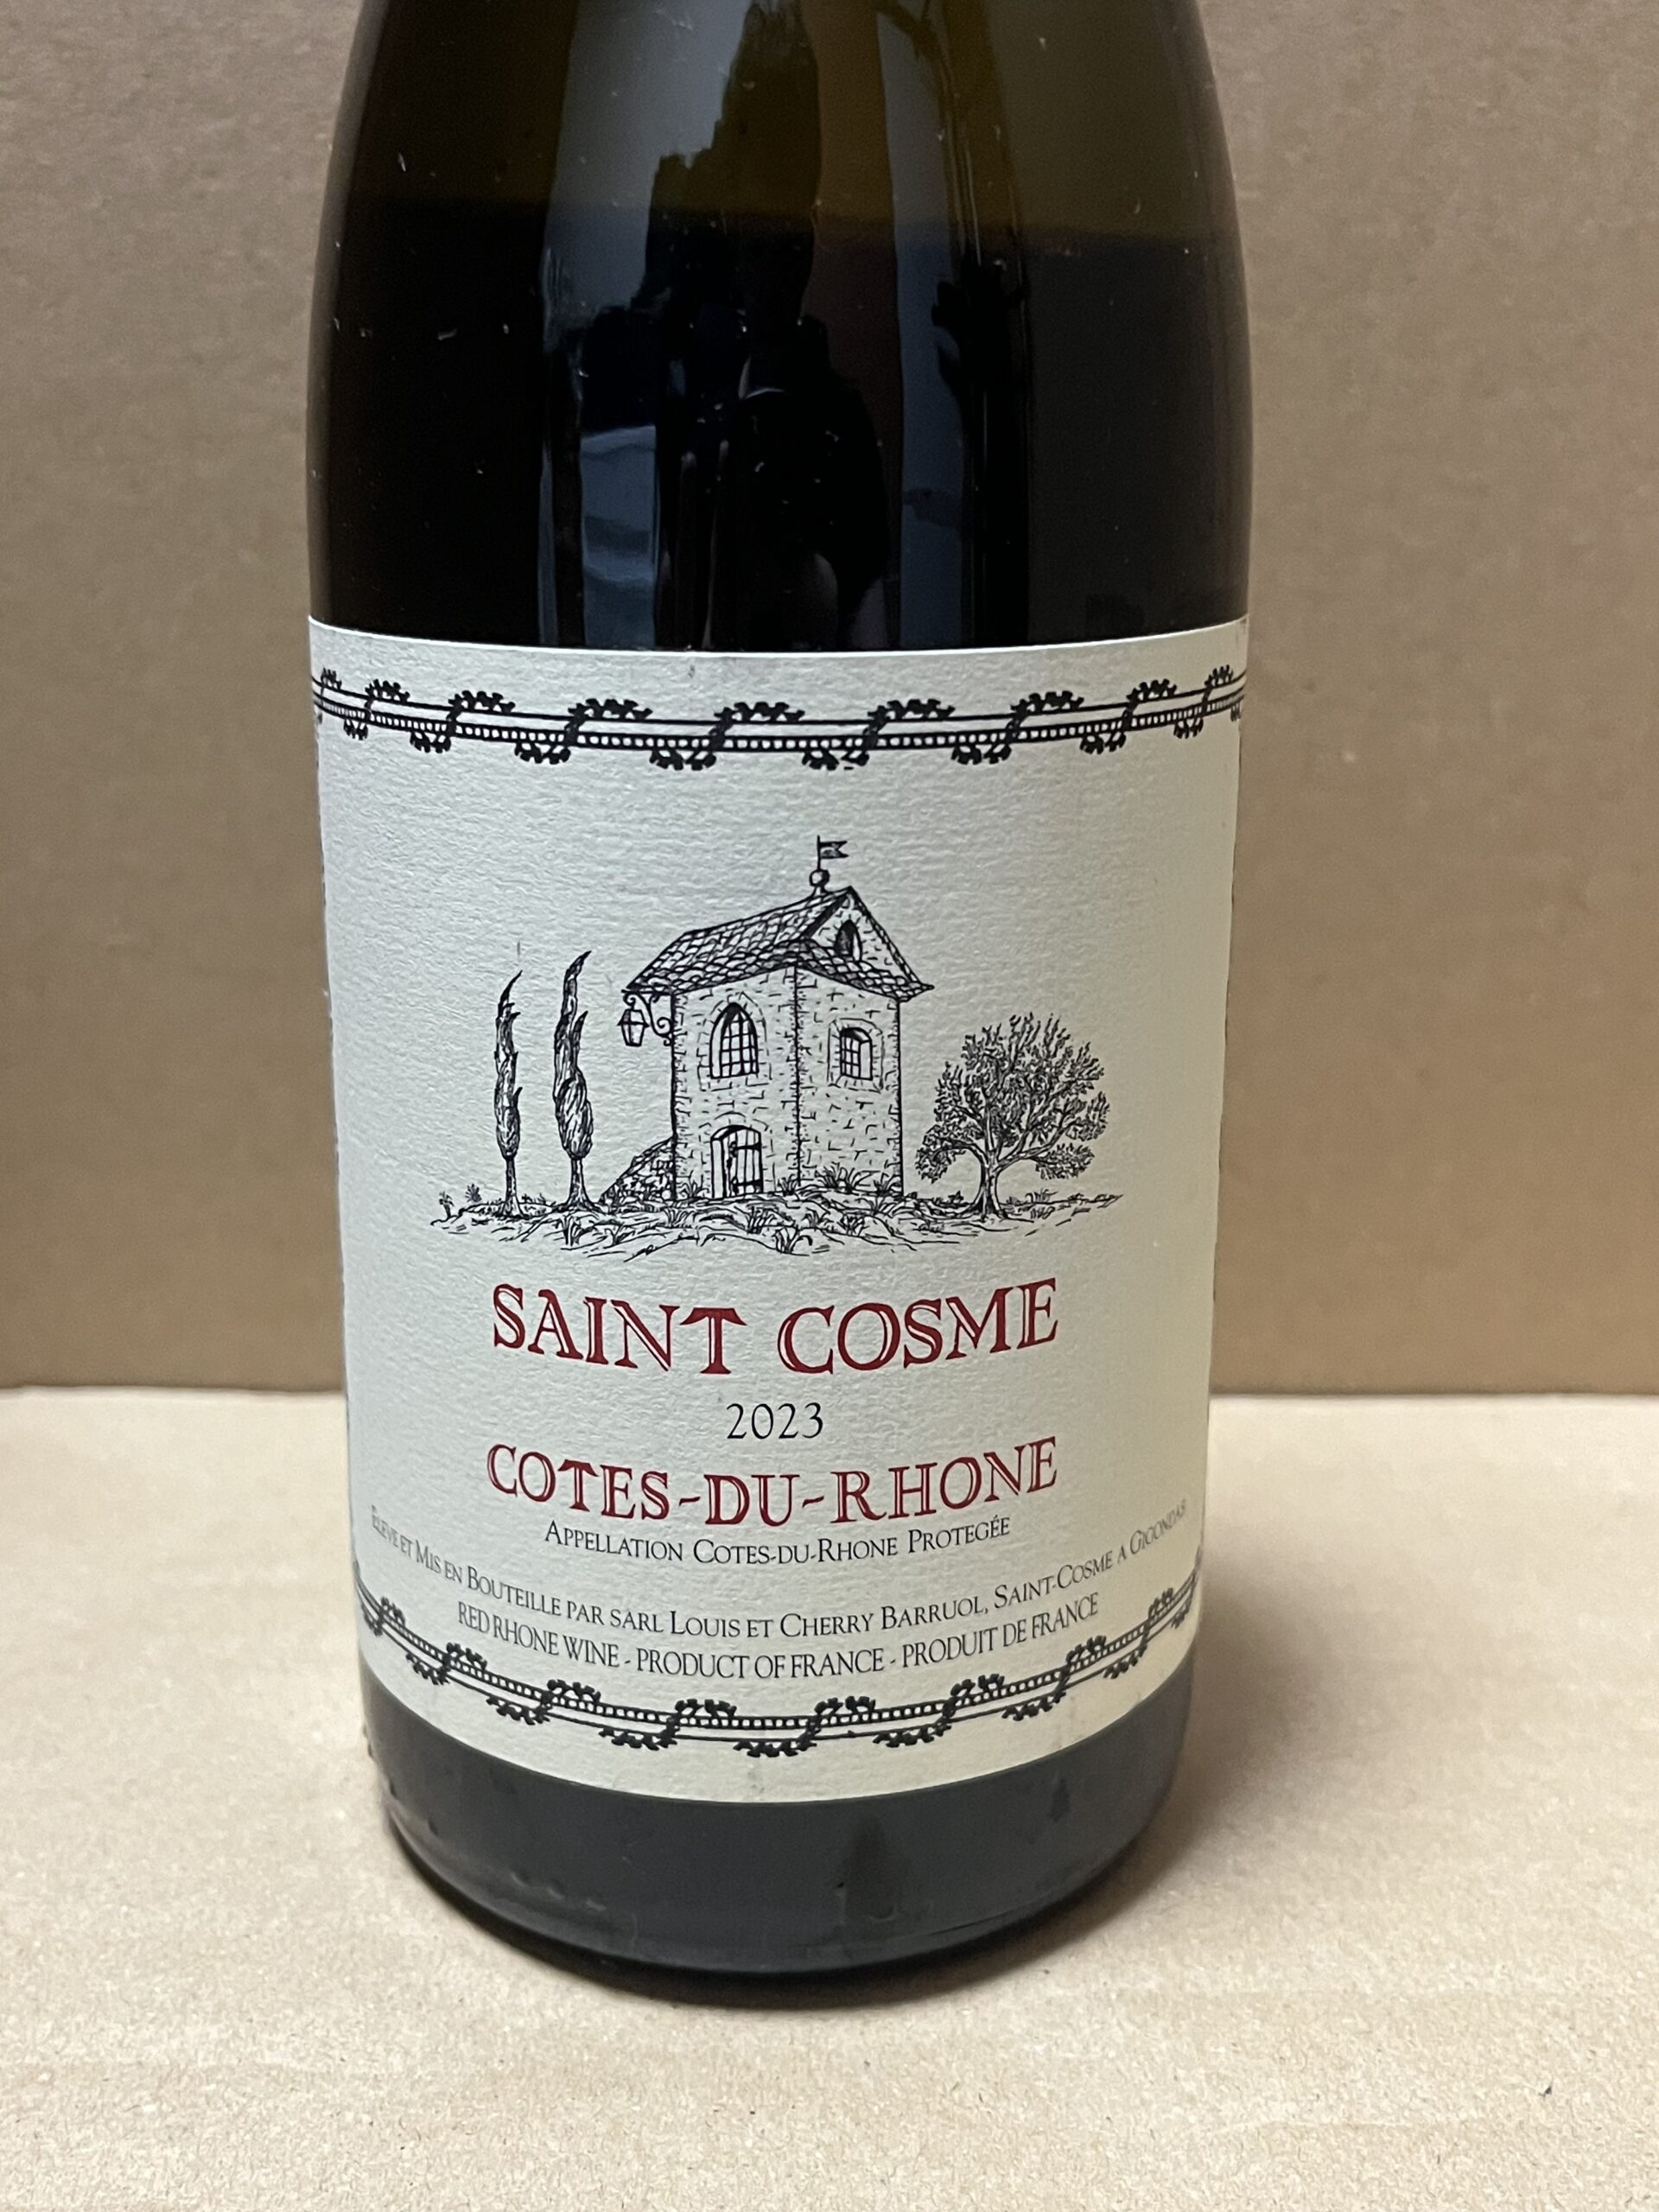 SAINT COSME
2023
COTES-DU-RHONE
APPELLATION COTES-DU-RHONE PROTEGÉE
ELEVE ET MIS EN BOUTEILLE PAR SARL LOUIS ET CHERRY BARRUOL, SAINT-COSME A GIGONDAS
RED RHONE WINE - PRODUCT OF FRANCE - PRODUIT DE FRANCE